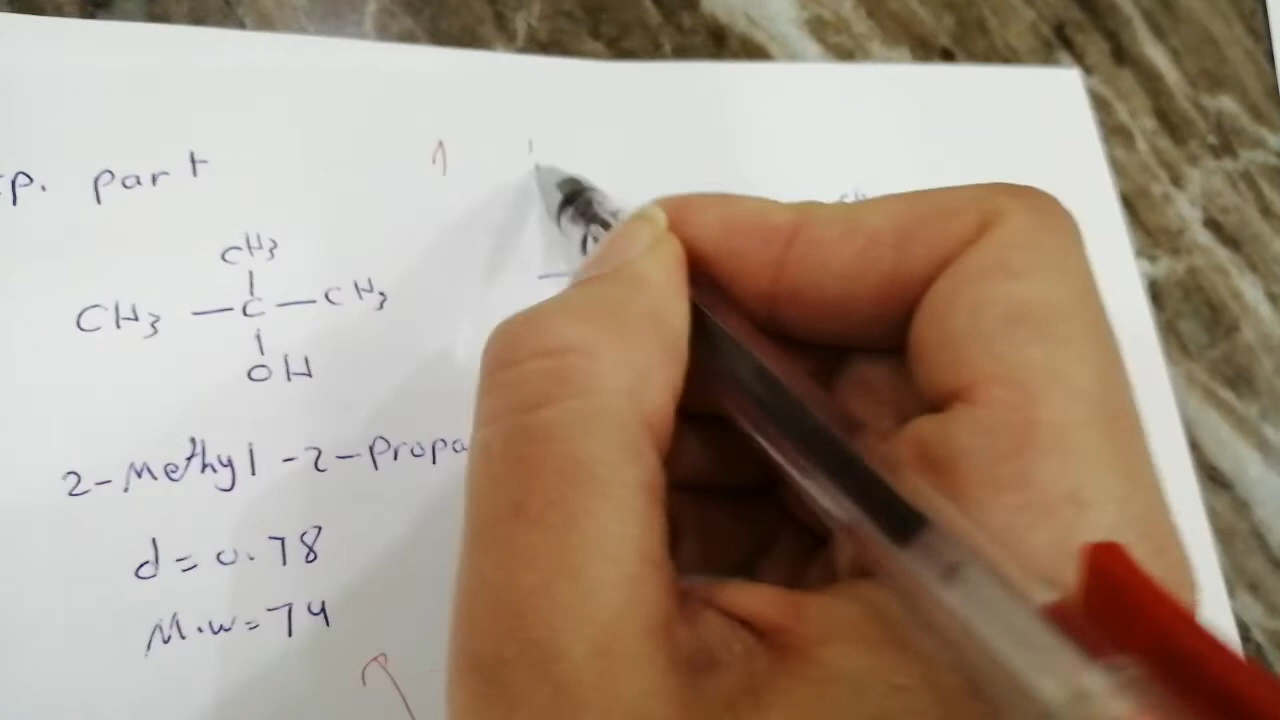 part
CH3
CH3 — C — CH3
OH
2-Methyl-2-Propa
d = 0.78
M.w = 74